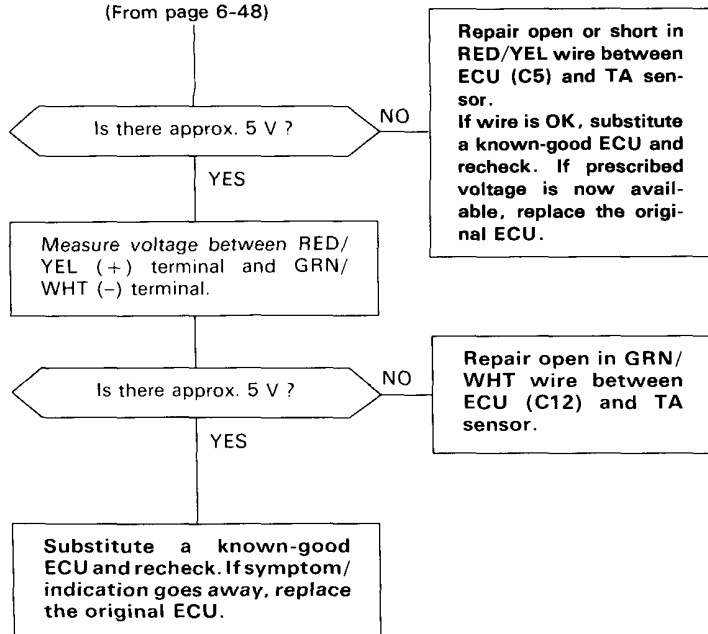 (From page 6-48)
Is there approx. 5 V ?
NO
Repair open or short in
RED/YEL wire between
ECU (C5) and TA sen-
sor.
If wire is OK, substitute
a known-good ECU and
recheck. If prescribed
voltage is now avail-
able, replace the origi-
nal ECU.
YES
Measure voltage between RED/
YEL (+) terminal and GRN/
WHT (–) terminal.
Is there approx. 5 V ?
NO
Repair open in GRN/
WHT wire between
ECU (C12) and TA
sensor.
YES
Substitute a known-good
ECU and recheck. If symptom/
indication goes away, replace
the original ECU.